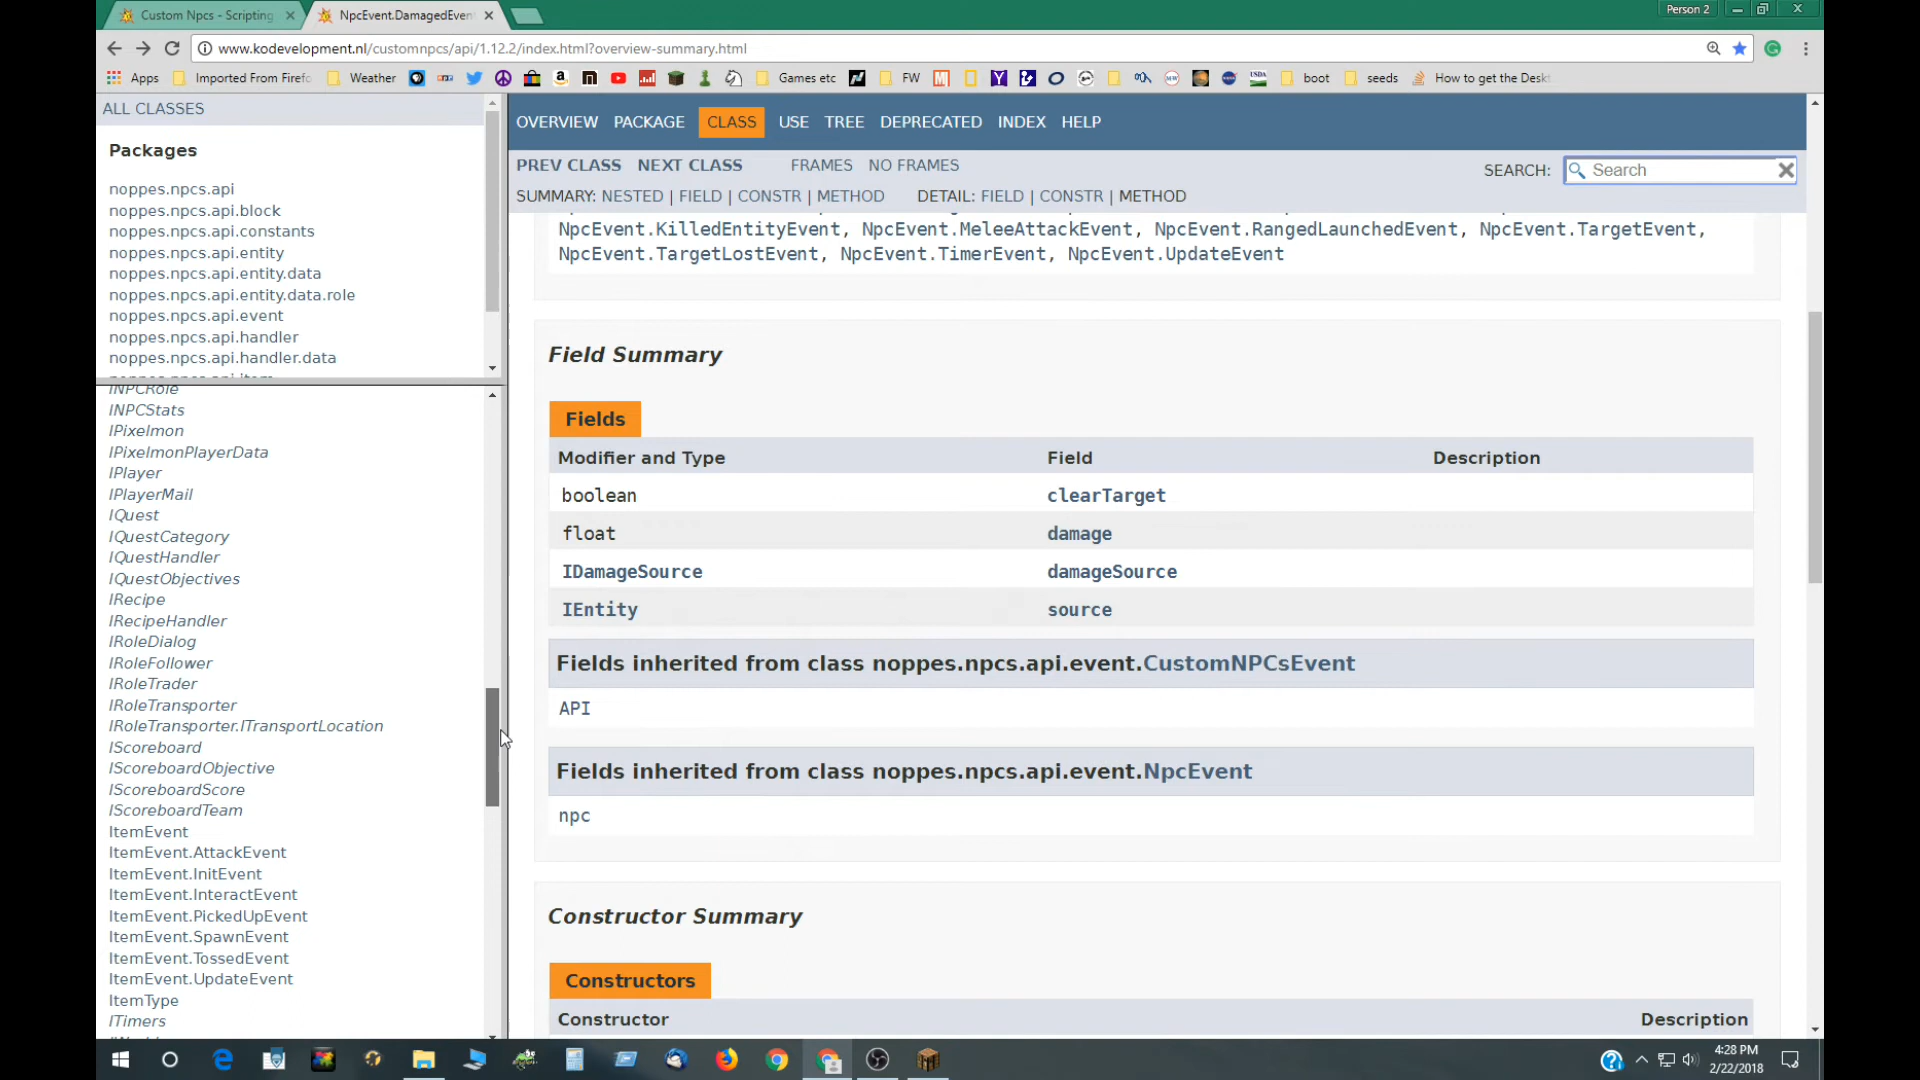 Custom Npcs - Scripting
NpcEvent.DamagedEven
Person 2
www.kodevelopment.nl/customnpcs/api/1.12.2/index.html?overview-summary.html
Apps
Imported From Firefo
Weather
Games etc
FW
boot
seeds
How to get the Deskt
ALL CLASSES
Packages
noppes.npcs.api
noppes.npcs.api.block
noppes.npcs.api.constants
noppes.npcs.api.entity
noppes.npcs.api.entity.data
noppes.npcs.api.entity.data.role
noppes.npcs.api.event
noppes.npcs.api.handler
noppes.npcs.api.handler.data
INPCRole
INPCStats
IPixelmon
IPixelmonPlayerData
IPlayer
IPlayerMail
IQuest
IQuestCategory
IQuestHandler
IQuestObjectives
IRecipe
IRecipeHandler
IRoleDialog
IRoleFollower
IRoleTrader
IRoleTransporter
IRoleTransporter.ITransportLocation
IScoreboard
IScoreboardObjective
IScoreboardScore
IScoreboardTeam
ItemEvent
ItemEvent.AttackEvent
ItemEvent.InitEvent
ItemEvent.InteractEvent
ItemEvent.PickedUpEvent
ItemEvent.SpawnEvent
ItemEvent.TossedEvent
ItemEvent.UpdateEvent
ItemType
ITimers
OVERVIEW PACKAGE CLASS USE TREE DEPRECATED INDEX HELP
PREV CLASS NEXT CLASS FRAMES NO FRAMES
SEARCH: Search
SUMMARY: NESTED | FIELD | CONSTR | METHOD DETAIL: FIELD | CONSTR | METHOD
NpcEvent.KilledEntityEvent, NpcEvent.MeleeAttackEvent, NpcEvent.RangedLaunchedEvent, NpcEvent.TargetEvent,
NpcEvent.TargetLostEvent, NpcEvent.TimerEvent, NpcEvent.UpdateEvent
Field Summary
Fields
Modifier and Type Field Description
boolean clearTarget
float damage
IDamageSource damageSource
IEntity source
Fields inherited from class noppes.npcs.api.event.CustomNPCsEvent
API
Fields inherited from class noppes.npcs.api.event.NpcEvent
npc
Constructor Summary
Constructors
Constructor Description
4:28 PM
2/22/2018